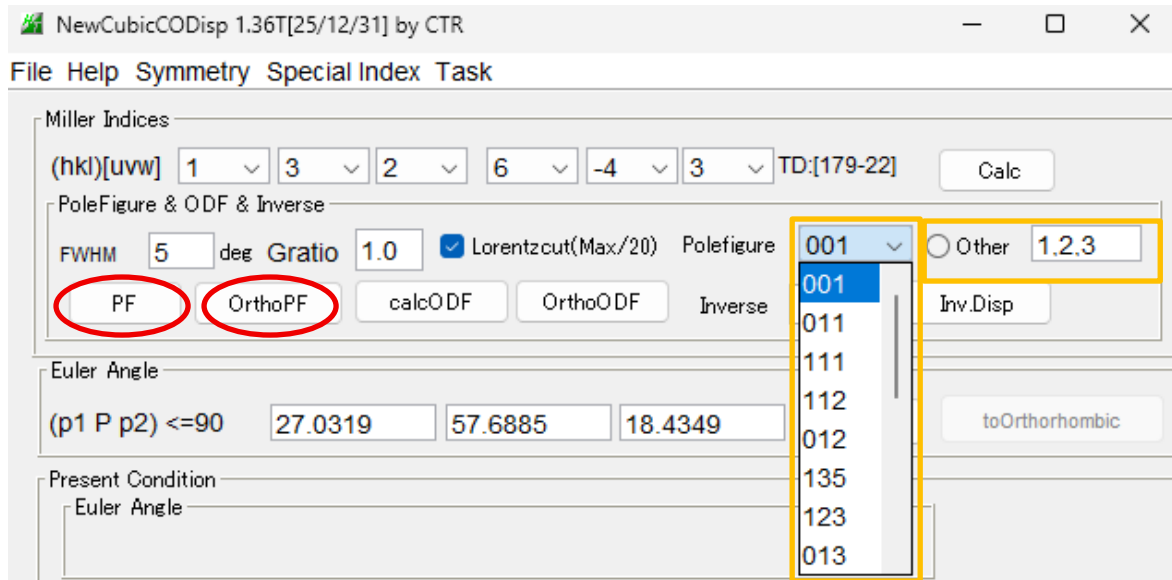 NewCubicCODisp 1.36T[25/12/31] by CTR
File Help Symmetry Special Index Task
Miller Indices
(hkl)[uvw] 1 3 2 6 -4 3 TD:[179-22] Calc
PoleFigure & ODF & Inverse
FWHM 5 deg Gratio 1.0 Lorentzcut(Max/20) Polefigure 001 Other 1,2,3
PF OrthoPF calcODF OrthoODF Inverse Inv.Disp
001
011
111
112
012
135
123
013
Euler Angle
(p1 P p2) <=90 27.0319 57.6885 18.4349 toOrthorhombic
Present Condition
Euler Angle